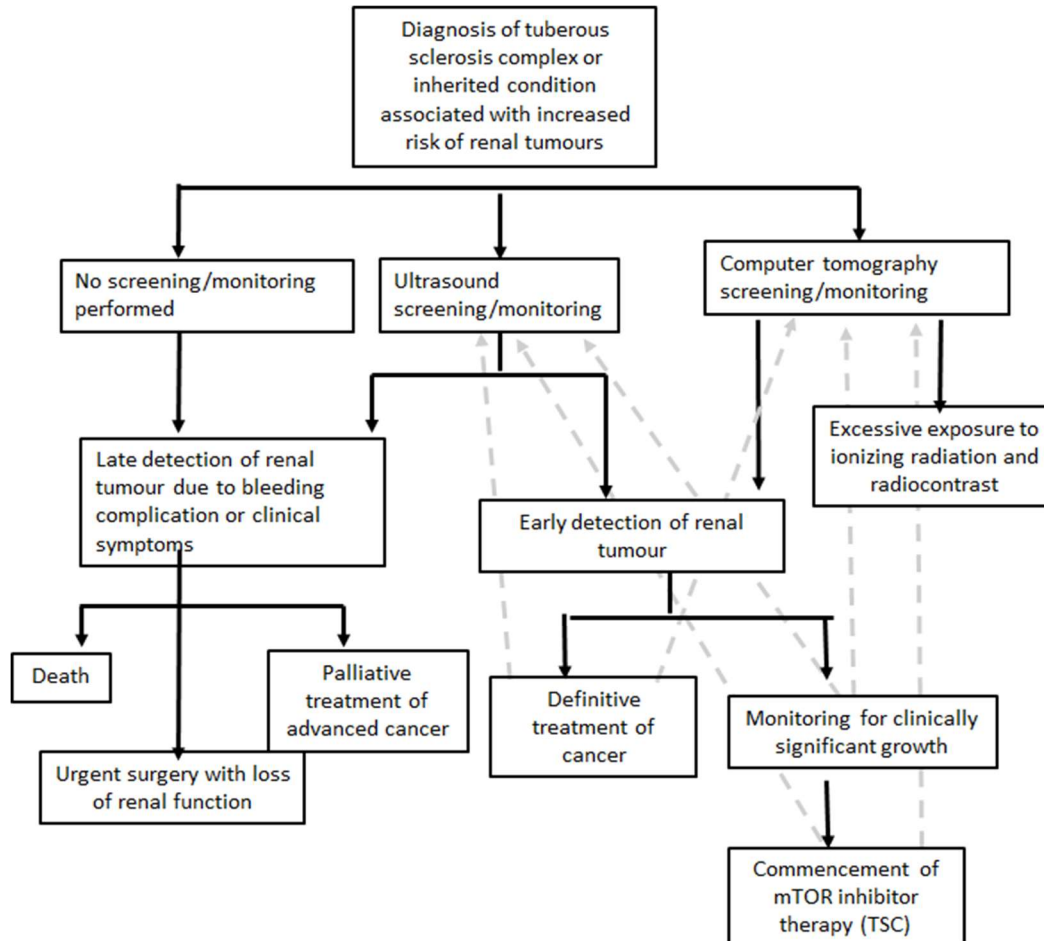 Diagnosis of tuberous
sclerosis complex or
inherited condition
associated with increased
risk of renal tumours
No screening/monitoring
performed
Ultrasound
screening/monitoring
Computer tomography
screening/monitoring
Late detection of renal
tumour due to bleeding
complication or clinical
symptoms
Early detection of renal
tumour
Excessive exposure to
ionizing radiation and
radiocontrast
Death
Palliative
treatment of
advanced cancer
Urgent surgery with loss
of renal function
Definitive
treatment of
cancer
Monitoring for clinically
significant growth
Commencement of
mTOR inhibitor
therapy (TSC)